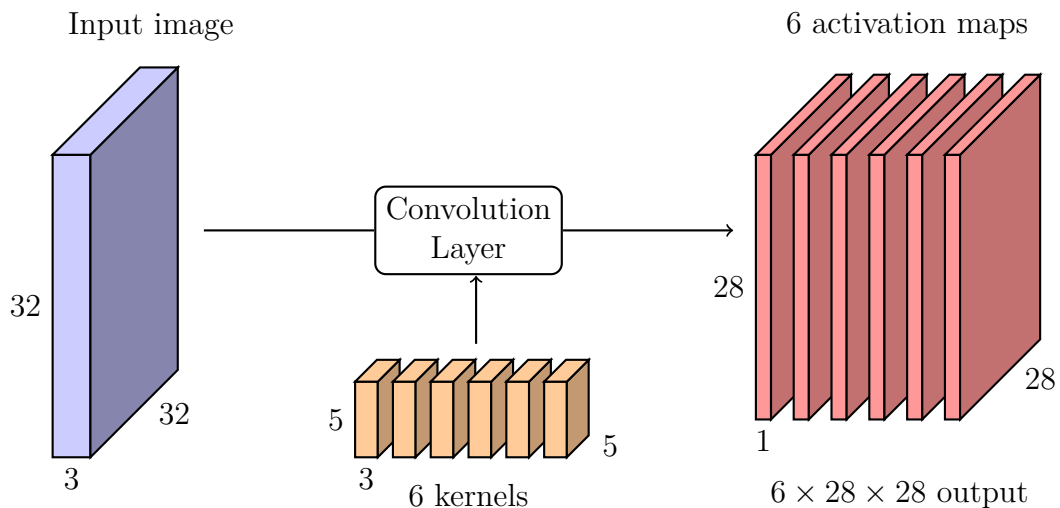 Input image
6 activation maps
Convolution
Layer
32
32
3
5
3
5
6 kernels
28
28
1
6 × 28 × 28 output